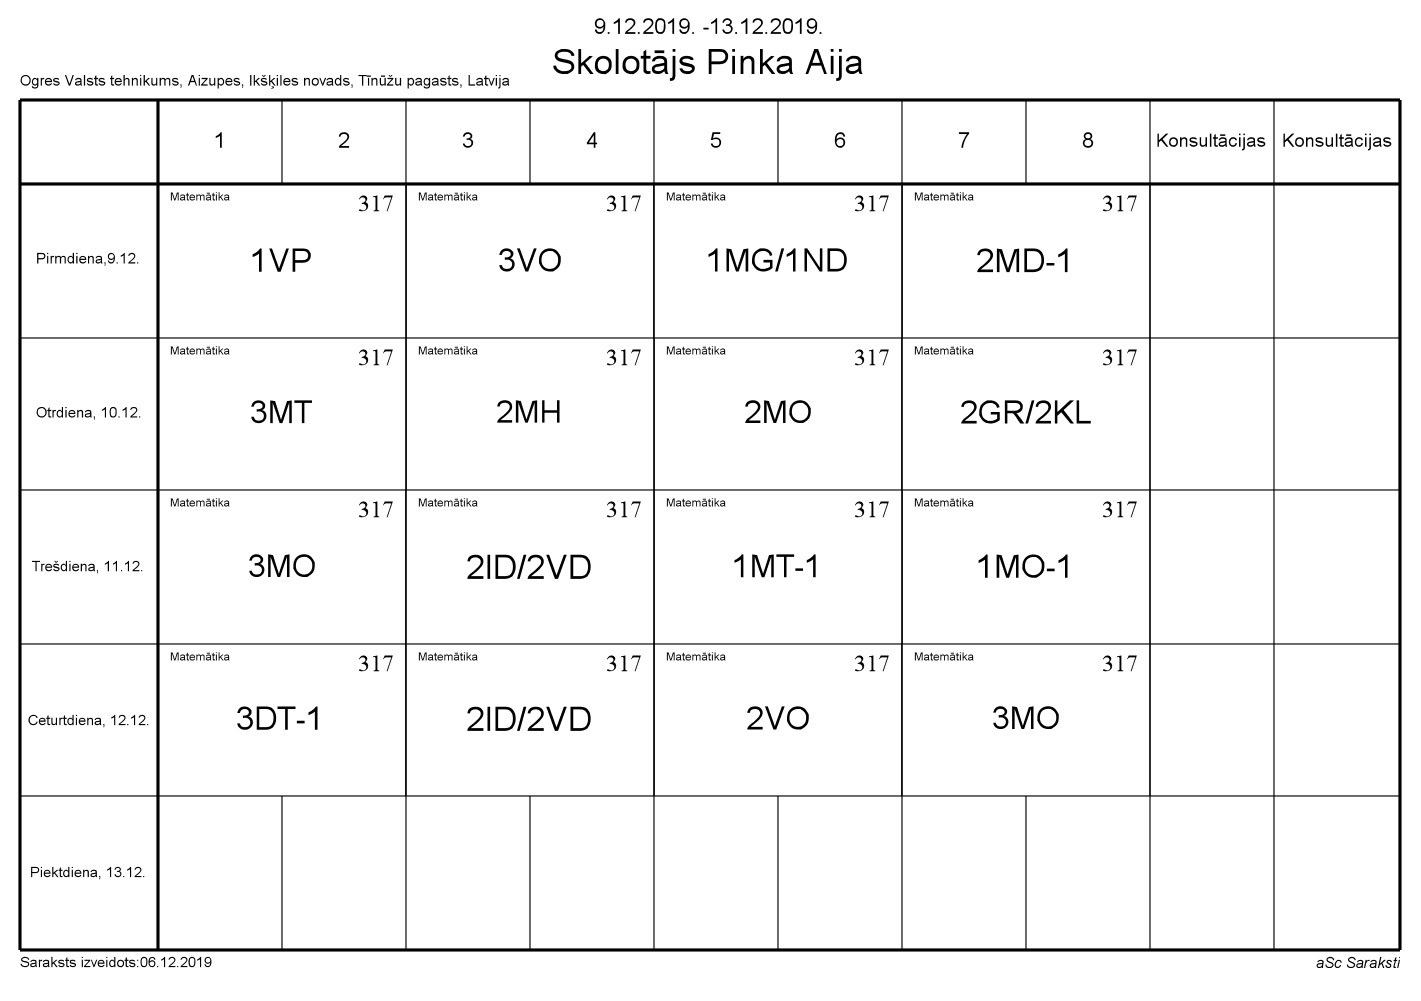 9.12.2019. -13.12.2019.
Skolotājs Pinka Aija
Ogres Valsts tehnikums, Aizupes, Ikšķiles novads, Tīnūžu pagasts, Latvija
1 2 3 4 5 6 7 8 Konsultācijas Konsultācijas
Matemātika 317 Matemātika 317 Matemātika 317 Matemātika 317
Pirmdiena,9.12. 1VP 3VO 1MG/1ND 2MD-1
Matemātika 317 Matemātika 317 Matemātika 317 Matemātika 317
Otrdiena, 10.12. 3MT 2MH 2MO 2GR/2KL
Matemātika 317 Matemātika 317 Matemātika 317 Matemātika 317
Trešdiena, 11.12. 3MO 2ID/2VD 1MT-1 1MO-1
Matemātika 317 Matemātika 317 Matemātika 317 Matemātika 317
Ceturtdiena, 12.12. 3DT-1 2ID/2VD 2VO 3MO
Piektdiena, 13.12.
Saraksts izveidots:06.12.2019 aSc Saraksti